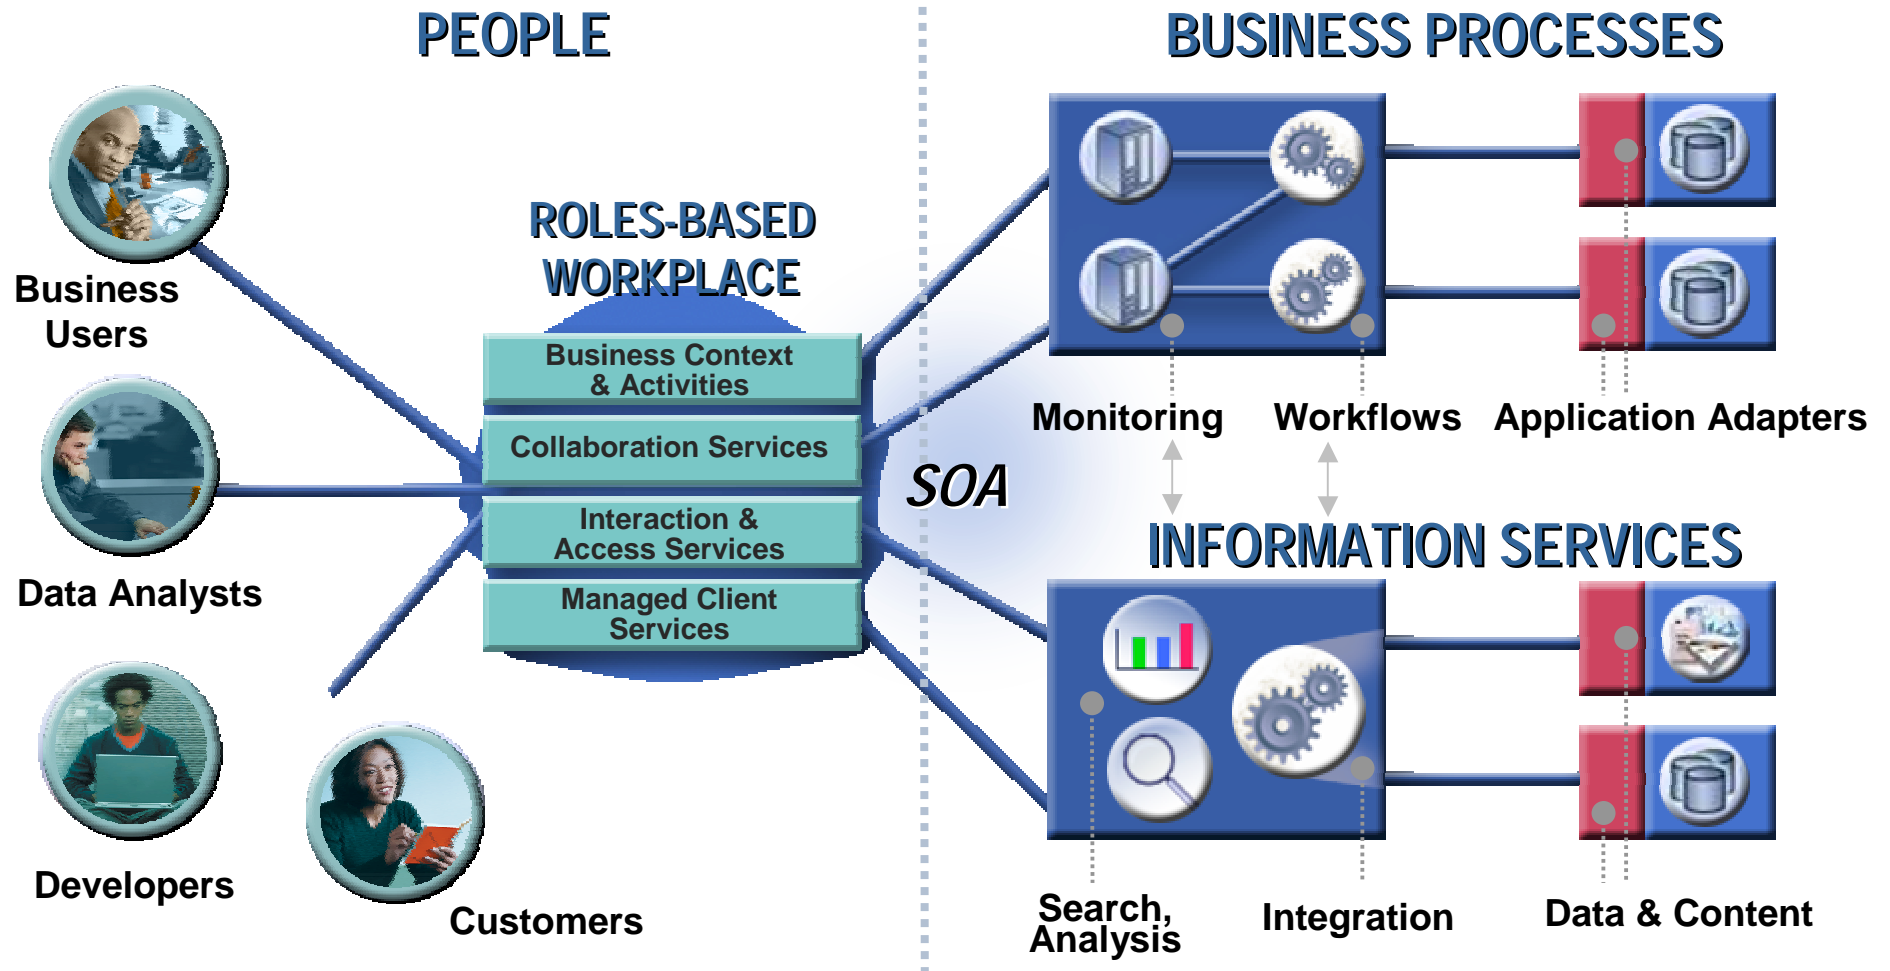 PEOPLE
BUSINESS PROCESSES
ROLES-BASED
WORKPLACE
Business
Users
Data Analysts
Developers
Customers
Business Context
& Activities
Collaboration Services
Interaction &
Access Services
Managed Client
Services
SOA
Monitoring
Workflows
Application Adapters
INFORMATION SERVICES
Search,
Analysis
Integration
Data & Content